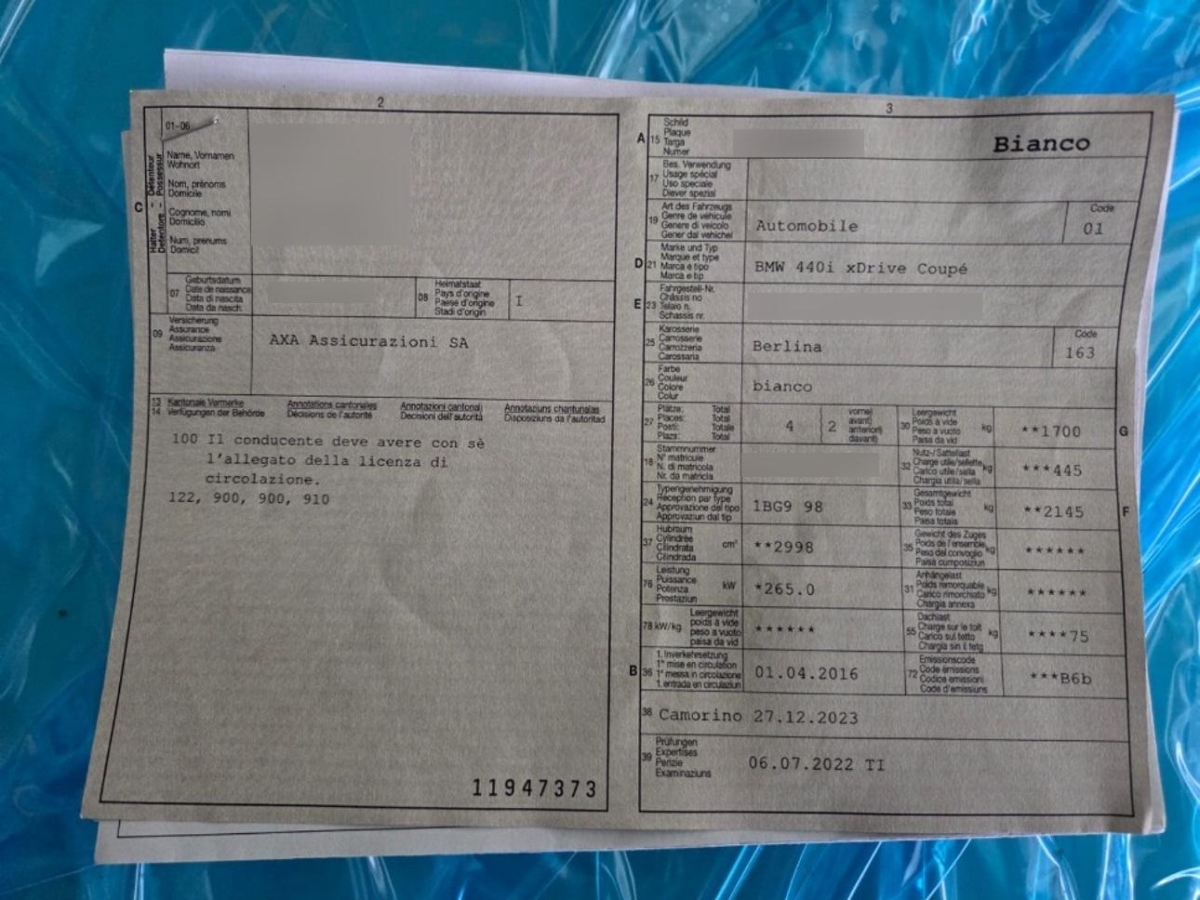 2
01-06
Halter - Détenteur
Detentore - Possessur
C
Name, Vornamen
Wohnort
Nom, prénoms
Domicile
Cognome, nomi
Domicilio
Num, prenums
Domicil
07
Geburtsdatum
Date de naissance
Data di nascita
Data da nasch.
08
Heimatstaat
Pays d'origine
Paese d'origine
Stadi d'origin
I
09
Versicherung
Assurance
Assicurazione
Assicuranza
AXA Assicurazioni SA
13
14
Kantonale Vermerke
Verfügungen der Behörde
Annotations cantonales
Décisions de l'autorité
Annotazioni cantonali
Decisioni dell'autorità
Annotaziuns chantunalas
Disposiziuns da l'autoritad
100 Il conducente deve avere con sè
l'allegato della licenza di
circolazione.
122, 900, 900, 910
11947373
3
A
15
Schild
Plaque
Targa
Numer
Bianco
17
Bes. Verwendung
Usage spécial
Uso speciale
Diever spezial
19
Art des Fahrzeugs
Genre de véhicule
Genere di veicolo
Gener dal vehichel
Automobile
Code
01
D
21
Marke und Typ
Marque et type
Marca e tipo
Marca e tip
BMW 440i xDrive Coupé
E
23
Fahrgestell-Nr.
Châssis no
Telaio n.
Schassis nr.
25
Karosserie
Carrosserie
Carrozzeria
Carossaria
Berlina
Code
163
26
Farbe
Couleur
Colore
Colur
bianco
27
Plätze: Total
Places: Total
Posti: Totale
Plazs: Total
4
2
vorne)
avant)
anteriori)
davant)
30
Leergewicht
Poids à vide
Peso a vuoto
Paisa da vid
kg
**1700
G
18
Stammnummer
N° matricule
N. di matricola
Nr. da matricla
32
Nutz-/Sattellast
Charge utile/sellette
Carico utile/sella
Chargia utila/sella
kg
***445
24
Typengenehmigung
Réception par type
Approvazione del tipo
Approvaziun dal tip
1BG9 98
33
Gesamtgewicht
Poids total
Peso totale
Paisa totala
kg
**2145
F
37
Hubraum
Cylindrée
Cilindrata
Cilindrada
cm³
**2998
35
Gewicht des Zuges
Poids de l'ensemble
Peso del convoglio
Paisa cumposiziun
kg
******
76
Leistung
Puissance
Potenza
Prestaziun
kW
*265.0
31
Anhängelast
Poids remorquable
Carico rimorchiato
Chargia annexa
kg
******
78 kW/kg
Leergewicht
poids à vide
peso a vuoto
paisa da vid
******
55
Dachlast
Charge sur le toit
Carico sul tetto
Chargia sin il tetg
kg
****75
B
36
1. Inverkehrsetzung
1re mise en circulation
1a messa in circolazione
1. entrada en circulaziun
01.04.2016
72
Emissionscode
Code émissions
Codice emissioni
Code d'emissiuns
***B6b
38
Camorino 27.12.2023
39
Prüfungen
Expertises
Perizie
Examinaziuns
06.07.2022 TI